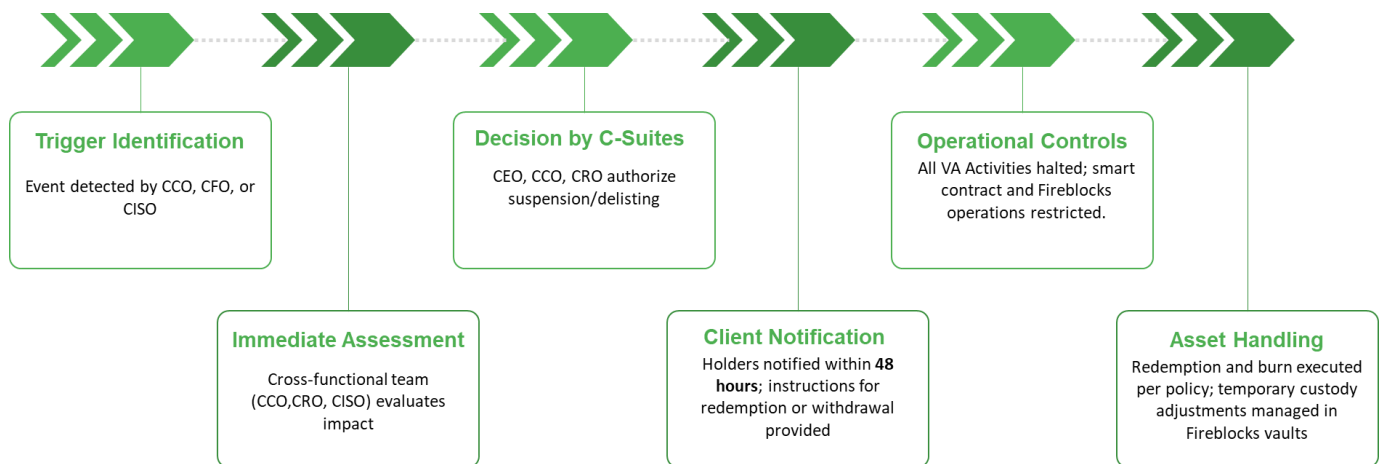 Trigger Identification
Event detected by CCO, CFO, or
CISO
Immediate Assessment
Cross-functional team
(CCO,CRO, CISO) evaluates
impact
Decision by C-Suites
CEO, CCO, CRO authorize
suspension/delisting
Client Notification
Holders notified within 48
hours; instructions for
redemption or withdrawal
provided
Operational Controls
All VA Activities halted; smart
contract and Fireblocks
operations restricted.
Asset Handling
Redemption and burn executed
per policy; temporary custody
adjustments managed in
Fireblocks vaults